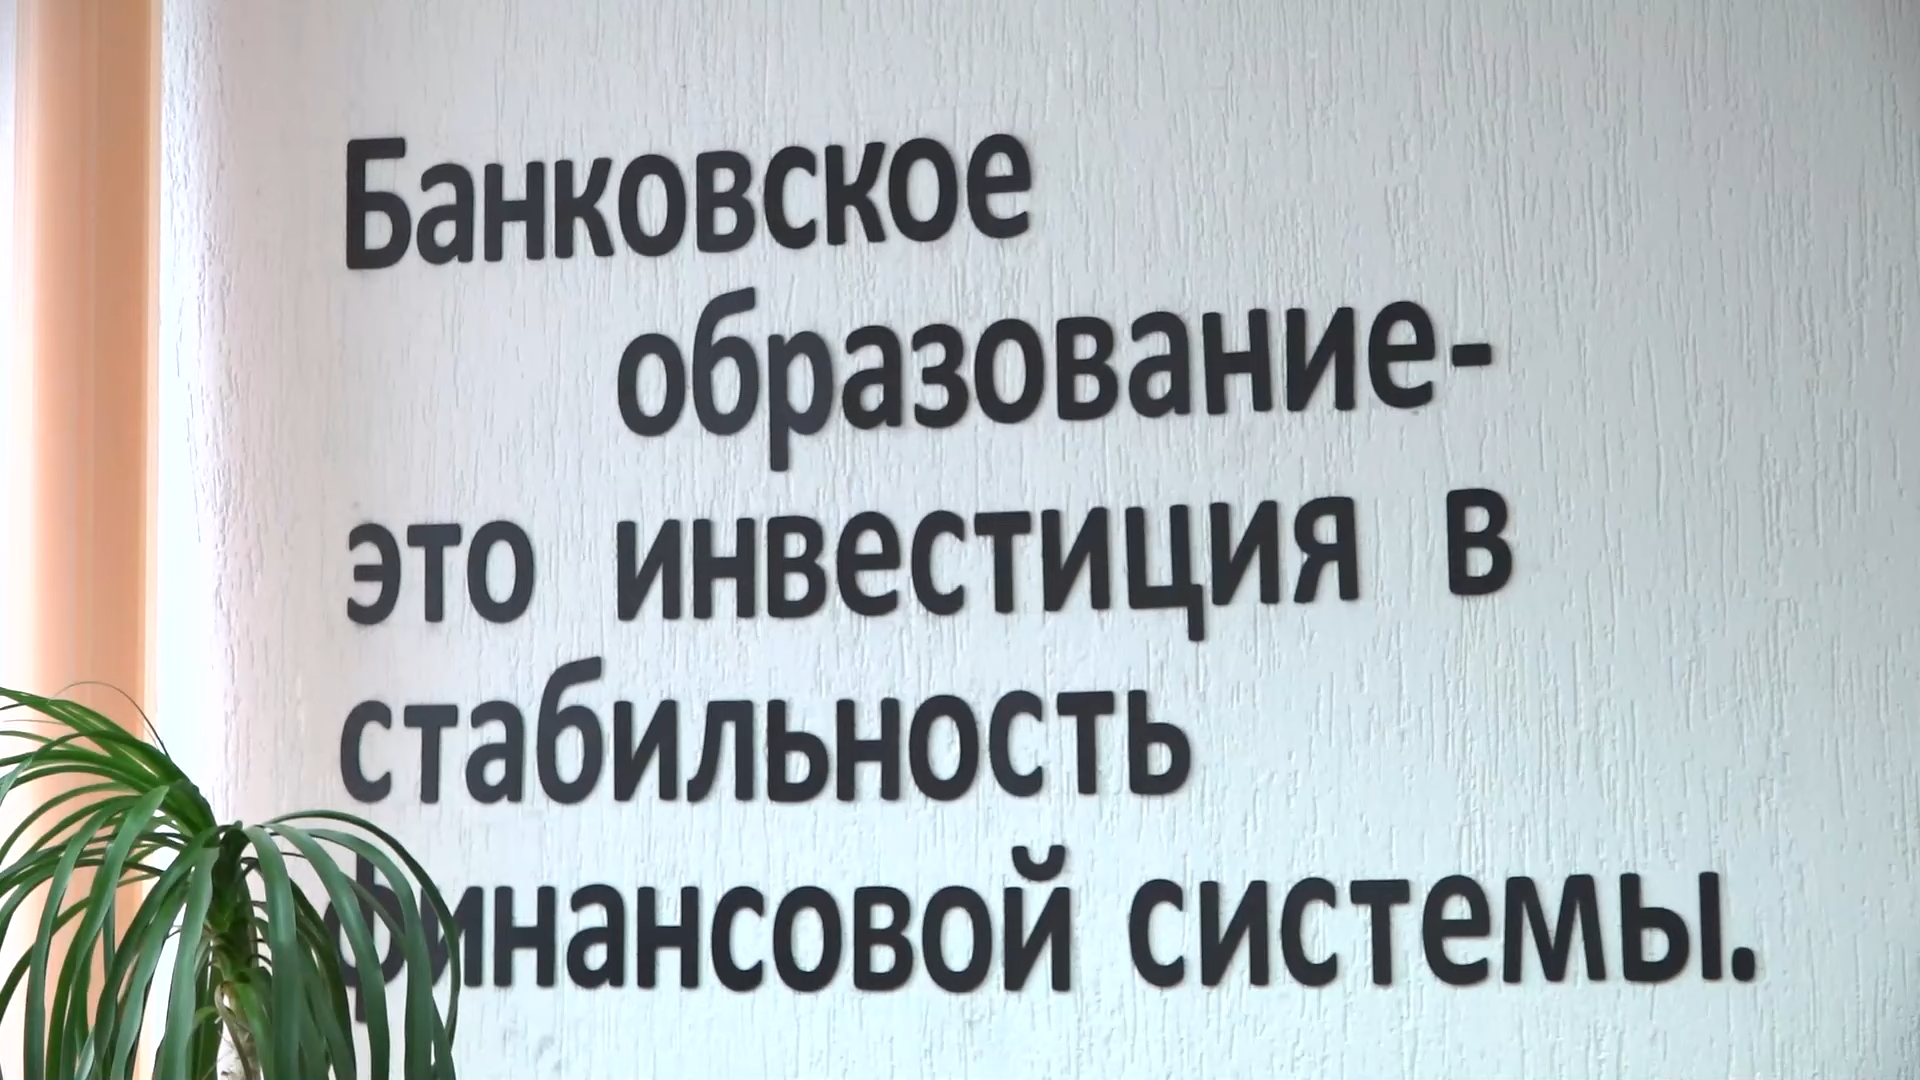 Банковское
образование-
это инвестиция в
стабильность
финансовой системы.